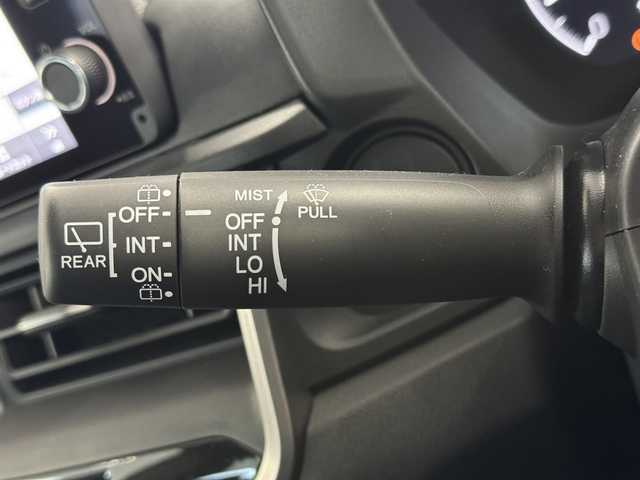 OFF
INT
ON
REAR
MIST
OFF
INT
LO
HI
PULL